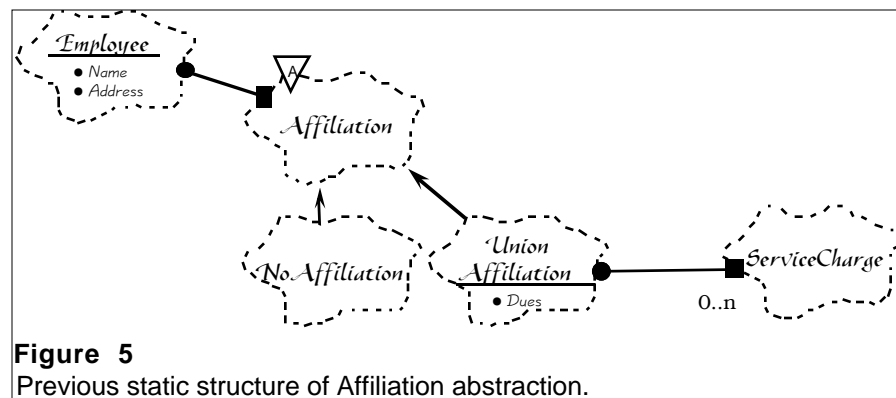 Employee
• Name
• Address
A
Affiliation
NoAffiliation
Union
Affiliation
• Dues
ServiceCharge
0..n
Figure 5
Previous static structure of Affiliation abstraction.